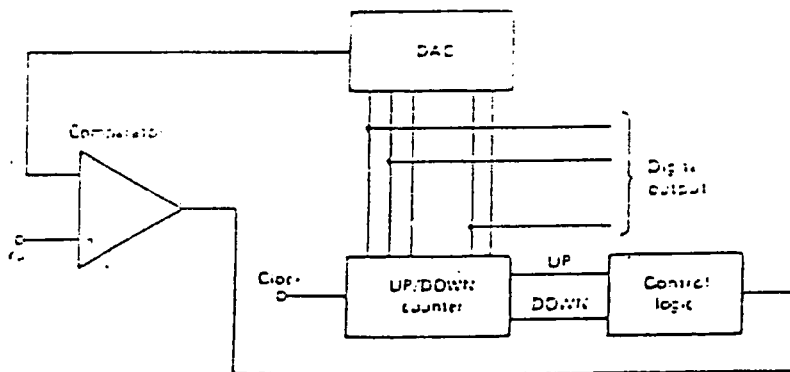 DAC
Comparator
Digital
output
UP
Clock
UP/DOWN
counter
Control
logic
DOWN